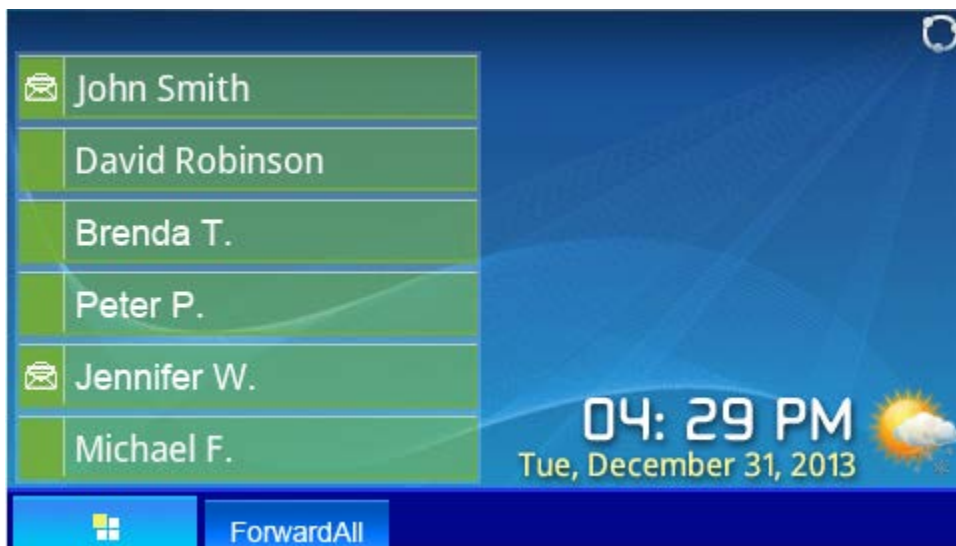 John Smith
David Robinson
Brenda T.
Peter P.
Jennifer W.
Michael F.
04: 29 PM
Tue, December 31, 2013
ForwardAll